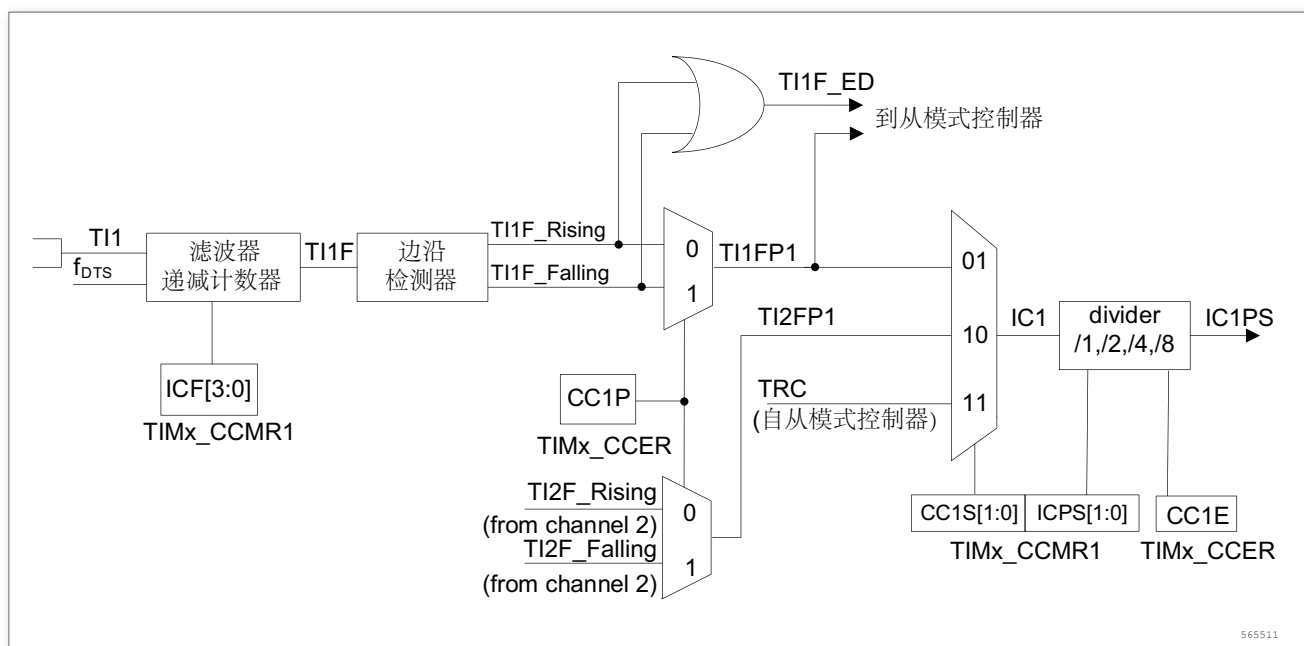 TI1F_ED
到从模式控制器
TI1
fDTS
滤波器
递减计数器
TI1F
边沿
检测器
TI1F_Rising
TI1F_Falling
0
1
TI1FP1
TI2FP1
TRC
(自从模式控制器)
01
10
11
IC1
divider
/1,/2,/4,/8
IC1PS
ICF[3:0]
TIMx_CCMR1
CC1P
TIMx_CCER
TI2F_Rising
(from channel 2)
TI2F_Falling
(from channel 2)
0
1
CC1S[1:0]
ICPS[1:0]
TIMx_CCMR1
CC1E
TIMx_CCER
565511